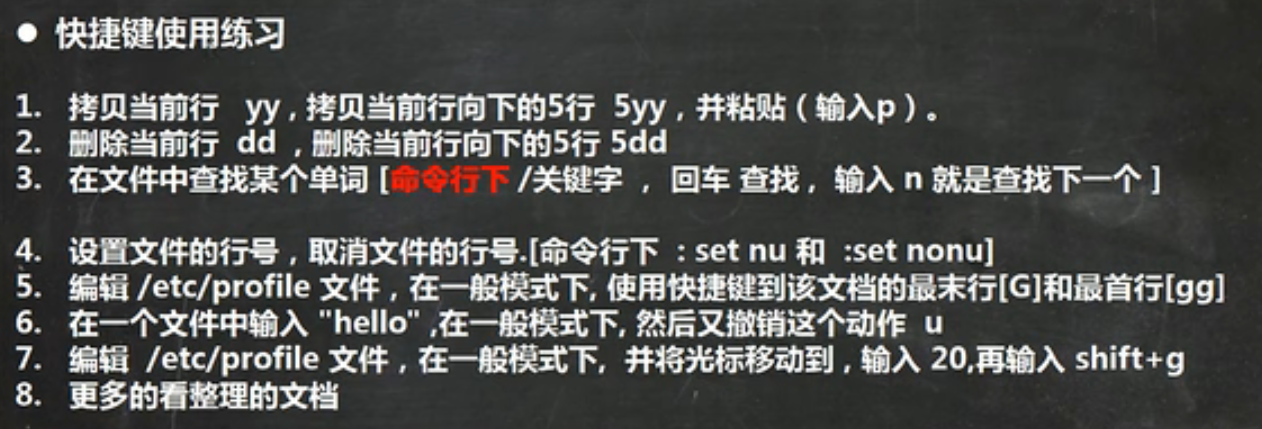 ● 快捷键使用练习
1. 拷贝当前行 yy , 拷贝当前行向下的5行 5yy，并粘贴（输入p）。
2. 删除当前行 dd , 删除当前行向下的5行 5dd
3. 在文件中查找某个单词 [命令行下 /关键字 ， 回车 查找 ,  输入 n 就是查找下一个 ]
4. 设置文件的行号，取消文件的行号.[命令行下 : set nu 和 :set nonu]
5. 编辑 /etc/profile 文件，在一般模式下, 使用快捷键到该文档的最末行[G]和最首行[gg]
6. 在一个文件中输入 "hello" ,在一般模式下, 然后又撤销这个动作 u
7. 编辑 /etc/profile 文件，在一般模式下, 并将光标移动到 , 输入 20,再输入 shift+g
8. 更多的看整理的文档